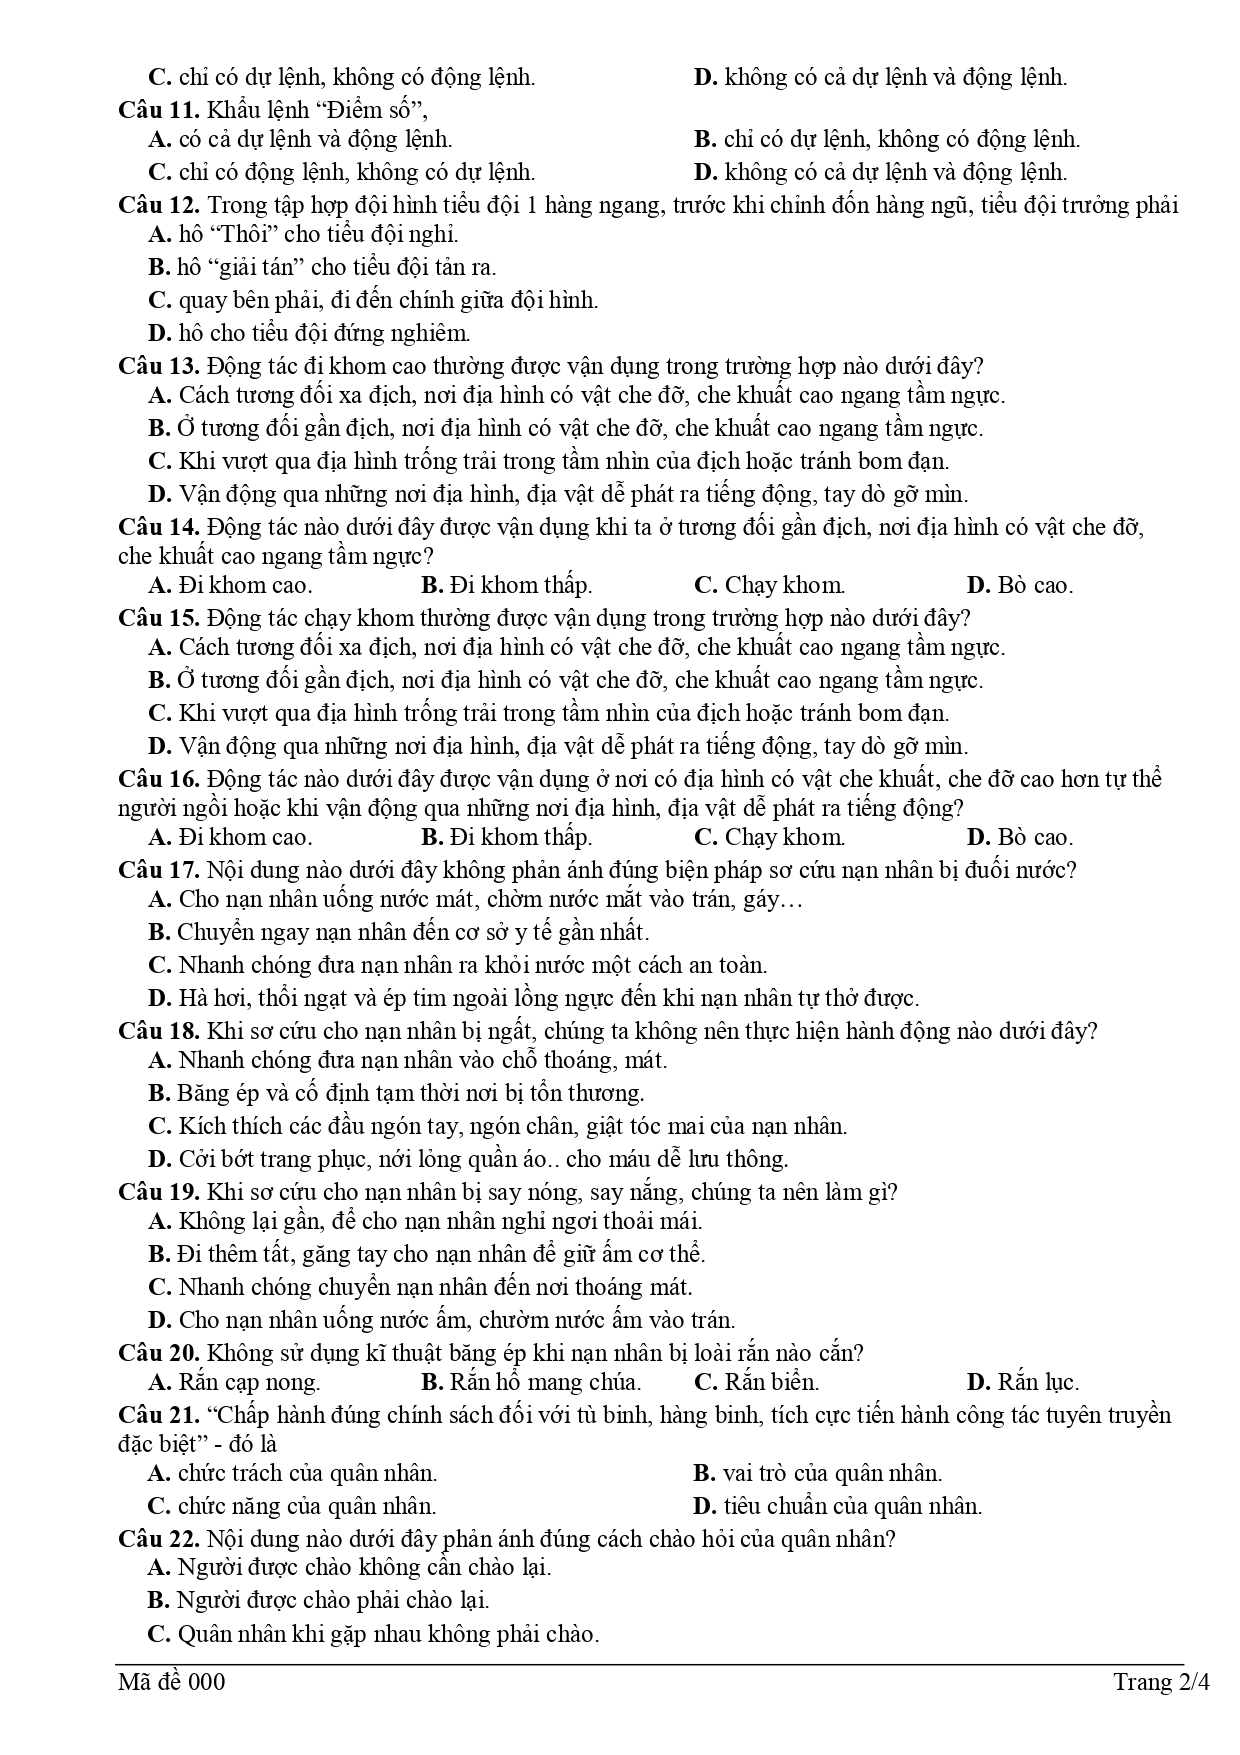 C. chỉ có dự lệnh, không có động lệnh. D. không có cả dự lệnh và động lệnh.
Câu 11. Khẩu lệnh “Điểm số”,
A. có cả dự lệnh và động lệnh. B. chỉ có dự lệnh, không có động lệnh.
C. chỉ có động lệnh, không có dự lệnh. D. không có cả dự lệnh và động lệnh.
Câu 12. Trong tập hợp đội hình tiểu đội 1 hàng ngang, trước khi chỉnh đốn hàng ngũ, tiểu đội trưởng phải
A. hô “Thôi” cho tiểu đội nghỉ.
B. hô “giải tán” cho tiểu đội tản ra.
C. quay bên phải, đi đến chính giữa đội hình.
D. hô cho tiểu đội đứng nghiêm.
Câu 13. Động tác đi khom cao thường được vận dụng trong trường hợp nào dưới đây?
A. Cách tương đối xa địch, nơi địa hình có vật che đỡ, che khuất cao ngang tầm ngực.
B. Ở tương đối gần địch, nơi địa hình có vật che đỡ, che khuất cao ngang tầm ngực.
C. Khi vượt qua địa hình trống trải trong tầm nhìn của địch hoặc tránh bom đạn.
D. Vận động qua những nơi địa hình, địa vật dễ phát ra tiếng động, tay dò gỡ mìn.
Câu 14. Động tác nào dưới đây được vận dụng khi ta ở tương đối gần địch, nơi địa hình có vật che đỡ,
che khuất cao ngang tầm ngực?
A. Đi khom cao. B. Đi khom thấp. C. Chạy khom. D. Bò cao.
Câu 15. Động tác chạy khom thường được vận dụng trong trường hợp nào dưới đây?
A. Cách tương đối xa địch, nơi địa hình có vật che đỡ, che khuất cao ngang tầm ngực.
B. Ở tương đối gần địch, nơi địa hình có vật che đỡ, che khuất cao ngang tầm ngực.
C. Khi vượt qua địa hình trống trải trong tầm nhìn của địch hoặc tránh bom đạn.
D. Vận động qua những nơi địa hình, địa vật dễ phát ra tiếng động, tay dò gỡ mìn.
Câu 16. Động tác nào dưới đây được vận dụng ở nơi có địa hình có vật che khuất, che đỡ cao hơn tự thể
người ngồi hoặc khi vận động qua những nơi địa hình, địa vật dễ phát ra tiếng động?
A. Đi khom cao. B. Đi khom thấp. C. Chạy khom. D. Bò cao.
Câu 17. Nội dung nào dưới đây không phản ánh đúng biện pháp sơ cứu nạn nhân bị đuối nước?
A. Cho nạn nhân uống nước mát, chờm nước mắt vào trán, gáy…
B. Chuyển ngay nạn nhân đến cơ sở y tế gần nhất.
C. Nhanh chóng đưa nạn nhân ra khỏi nước một cách an toàn.
D. Hà hơi, thổi ngạt và ép tim ngoài lồng ngực đến khi nạn nhân tự thở được.
Câu 18. Khi sơ cứu cho nạn nhân bị ngất, chúng ta không nên thực hiện hành động nào dưới đây?
A. Nhanh chóng đưa nạn nhân vào chỗ thoáng, mát.
B. Băng ép và cố định tạm thời nơi bị tổn thương.
C. Kích thích các đầu ngón tay, ngón chân, giật tóc mai của nạn nhân.
D. Cởi bớt trang phục, nới lỏng quần áo.. cho máu dễ lưu thông.
Câu 19. Khi sơ cứu cho nạn nhân bị say nóng, say nắng, chúng ta nên làm gì?
A. Không lại gần, để cho nạn nhân nghỉ ngơi thoải mái.
B. Đi thêm tất, găng tay cho nạn nhân để giữ ấm cơ thể.
C. Nhanh chóng chuyển nạn nhân đến nơi thoáng mát.
D. Cho nạn nhân uống nước ấm, chườm nước ấm vào trán.
Câu 20. Không sử dụng kĩ thuật băng ép khi nạn nhân bị loài rắn nào cắn?
A. Rắn cạp nong. B. Rắn hổ mang chúa. C. Rắn biển. D. Rắn lục.
Câu 21. “Chấp hành đúng chính sách đối với tù binh, hàng binh, tích cực tiến hành công tác tuyên truyền
đặc biệt” - đó là
A. chức trách của quân nhân. B. vai trò của quân nhân.
C. chức năng của quân nhân. D. tiêu chuẩn của quân nhân.
Câu 22. Nội dung nào dưới đây phản ánh đúng cách chào hỏi của quân nhân?
A. Người được chào không cần chào lại.
B. Người được chào phải chào lại.
C. Quân nhân khi gặp nhau không phải chào.
Mã đề 000 Trang 2/4